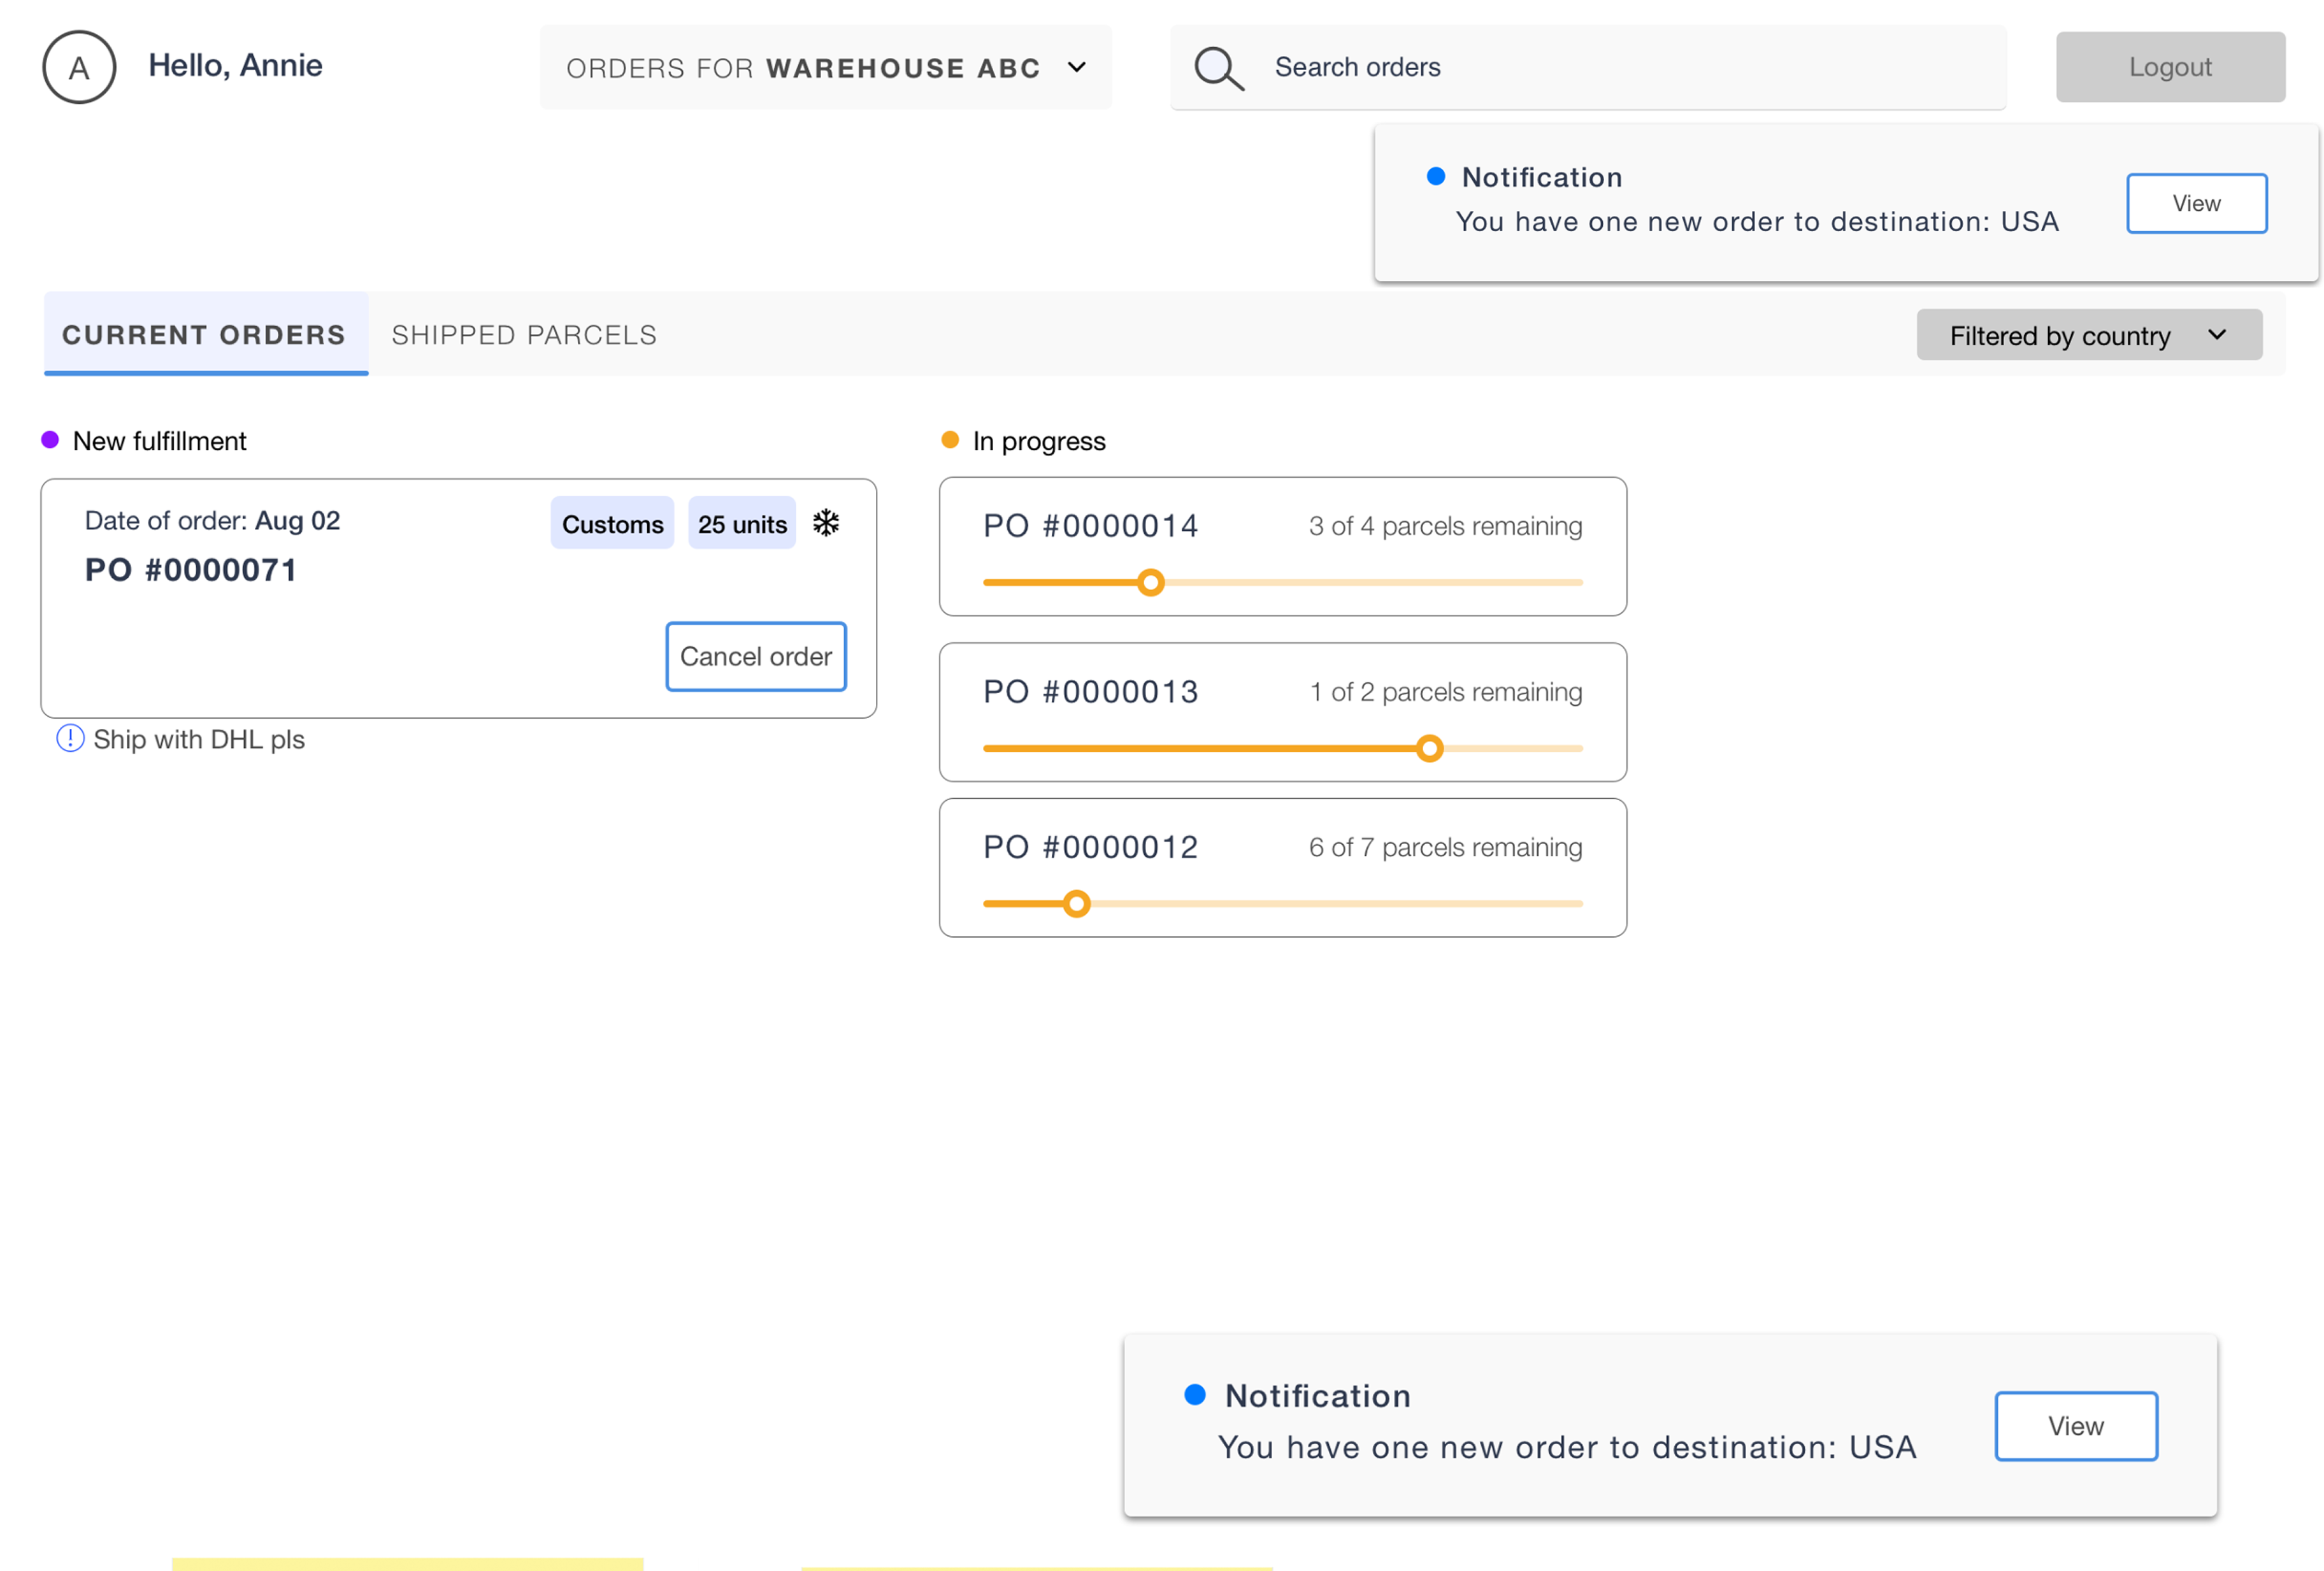 A
Hello, Annie
ORDERS FOR WAREHOUSE ABC
Search orders
Logout
Notification
You have one new order to destination: USA
View
CURRENT ORDERS
SHIPPED PARCELS
Filtered by country
New fulfillment
Date of order: Aug 02
Customs
25 units
PO #0000071
Cancel order
Ship with DHL pls
In progress
PO #0000014
3 of 4 parcels remaining
PO #0000013
1 of 2 parcels remaining
PO #0000012
6 of 7 parcels remaining
Notification
You have one new order to destination: USA
View